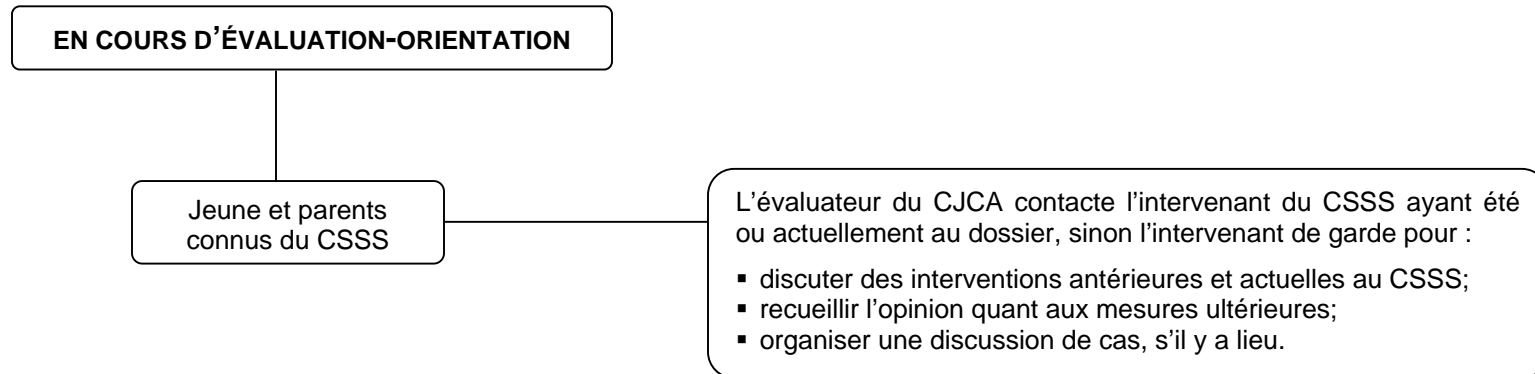 EN COURS D’ÉVALUATION-ORIENTATION
Jeune et parents
connus du CSSS
L’évaluateur du CJCA contacte l’intervenant du CSSS ayant été
ou actuellement au dossier, sinon l’intervenant de garde pour :
▪ discuter des interventions antérieures et actuelles au CSSS;
▪ recueillir l’opinion quant aux mesures ultérieures;
▪ organiser une discussion de cas, s’il y a lieu.